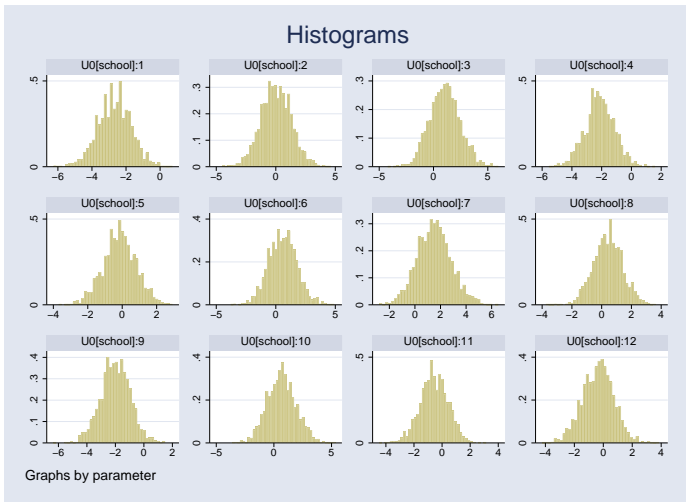 Histograms
U0[school]:1 U0[school]:2 U0[school]:3 U0[school]:4
.5 .3 .3 .5
.2 .2
.1 .1
0 0 0 0
−6 −4 −2 0 −5 0 5 −5 0 5 −6 −4 −2 0 2
U0[school]:5 U0[school]:6 U0[school]:7 U0[school]:8
.5 .4 .3 .5
.2 .2
.1
0 0 0 0
−4 −2 0 2 −5 0 5 −2 0 2 4 6 −4 −2 0 2 4
U0[school]:9 U0[school]:10 U0[school]:11 U0[school]:12
.4 .4 .5 .4
.3 .3 .3
.2 .2 .2
.1 .1 .1
0 0 0 0
−6 −4 −2 0 2 −5 0 5 −4 −2 0 2 4 −4 −2 0 2 4
Graphs by parameter